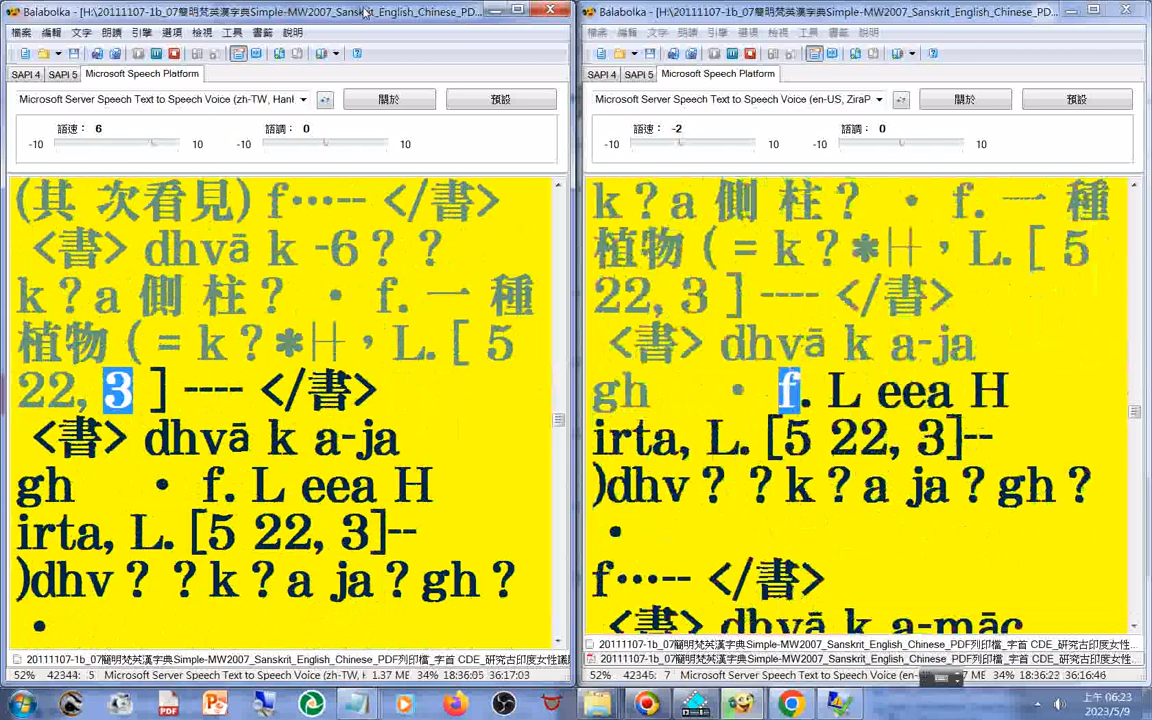 Balabolka - [H:\20111107-1b_07簡明梵英漢字典Simple-MW2007_Sanskrit_English_Chinese_PD...
檔案 編輯 文字 朗讀 引擎 選項 檢視 工具 書籤 說明
SAPI 4 SAPI 5 Microsoft Speech Platform
Microsoft Server Speech Text to Speech Voice (zh-TW, Hanl
關於 預設
語速： 6 語調： 0
-10 10 -10 10
(其 次看見) f…-- </書>
<書> dhvā k -6？？
k？a 側 柱？ · f. 一 種
植物 ( = k？✽H，L. [ 5
22, 3 ] ---- </書>
<書> dhvā k a-ja
gh · f. L eea H
irta, L. [5 22, 3]--
)dhv？？k？a ja？gh？
•
20111107-1b_07簡明梵英漢字典Simple-MW2007_Sanskrit_English_Chinese_PDF列印檔_字首 CDE_研究古印度女性議
52% 42344: 5 Microsoft Server Speech Text to Speech Voice (zh-TW, H 1.37 MB 34% 18:36:05 36:17:03
Balabolka - [H:\20111107-1b_07簡明梵英漢字典Simple-MW2007_Sanskrit_English_Chinese_PD...
檔案 編輯 文字 朗讀 引擎 選項 檢視 工具 書籤 說明
SAPI 4 SAPI 5 Microsoft Speech Platform
Microsoft Server Speech Text to Speech Voice (en-US, ZiraP
關於 預設
語速： -2 語調： 0
-10 10 -10 10
k？a 側 柱？ · f. 一 種
植物 ( = k？✽H，L. [ 5
22, 3 ] ---- </書>
<書> dhvā k a-ja
gh · f. L eea H
irta, L. [5 22, 3]--
)dhv？？k？a ja？gh？
•
f…-- </書>
<書> dhvā k a-māc
20111107-1b_07簡明梵英漢字典Simple-MW2007_Sanskrit_English_Chinese_PDF列印檔_字首 CDE_研究古印度女性
20111107-1b_07簡明梵英漢字典Simple-MW2007_Sanskrit_English_Chinese_PDF列印檔_字首 CDE_研究古印度女性...
52% 42345: 7 Microsoft Server Speech Text to Speech Voice (en-US 34% 18:36:23 36:16:46
上午 06:23
2023/5/9